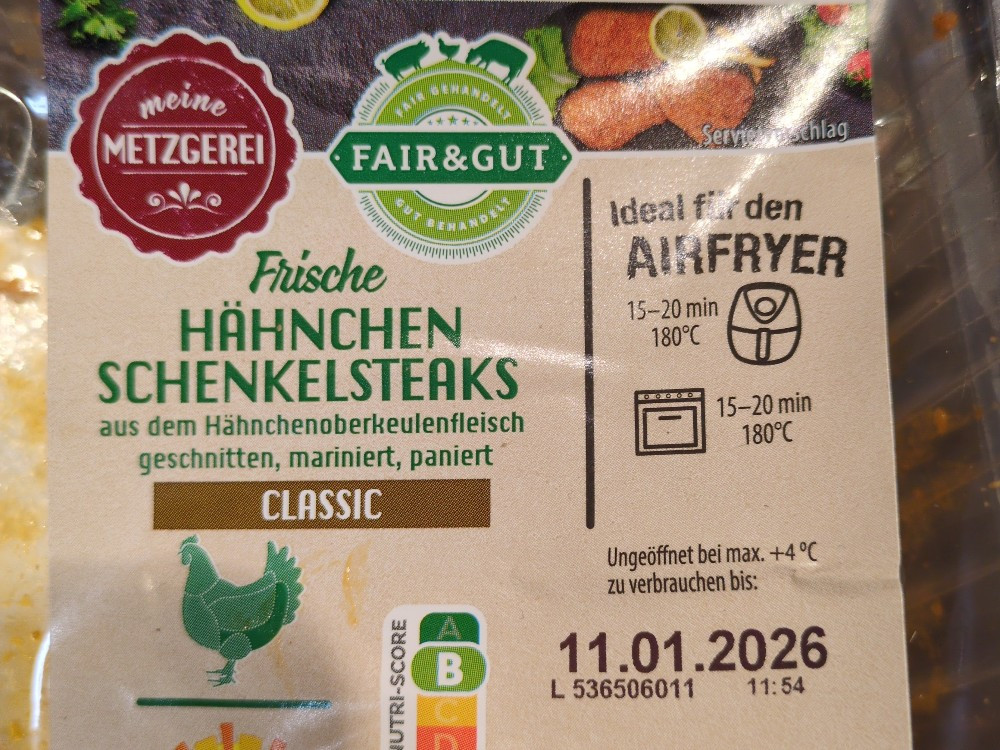 meine
METZGEREI
FAIR BEHANDELT
FAIR&GUT
GUT BEHANDELT
Frische
HÄHNCHEN
SCHENKELSTEAKS
aus dem Hähnchenoberkeulenfleisch
geschnitten, mariniert, paniert
CLASSIC
NUTRI-SCORE
A
B
C
D
Serviervorschlag
Ideal für den
AIRFRYER
15–20 min
180°C
15–20 min
180°C
Ungeöffnet bei max. +4 °C
zu verbrauchen bis:
11.01.2026
L 536506011 11:54